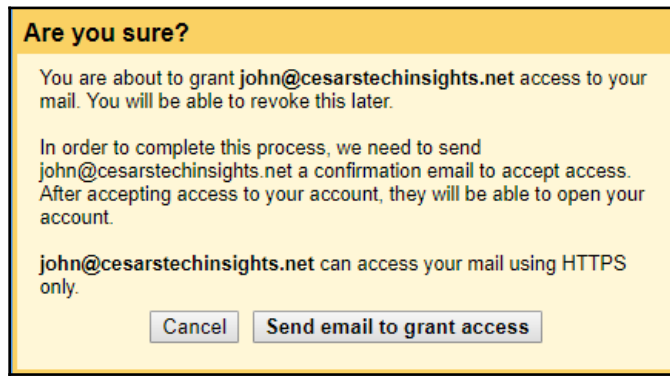 Are you sure?
You are about to grant john@cesarstechinsights.net access to your
mail. You will be able to revoke this later.
In order to complete this process, we need to send
john@cesarstechinsights.net a confirmation email to accept access.
After accepting access to your account, they will be able to open your
account.
john@cesarstechinsights.net can access your mail using HTTPS
only.
Cancel Send email to grant access